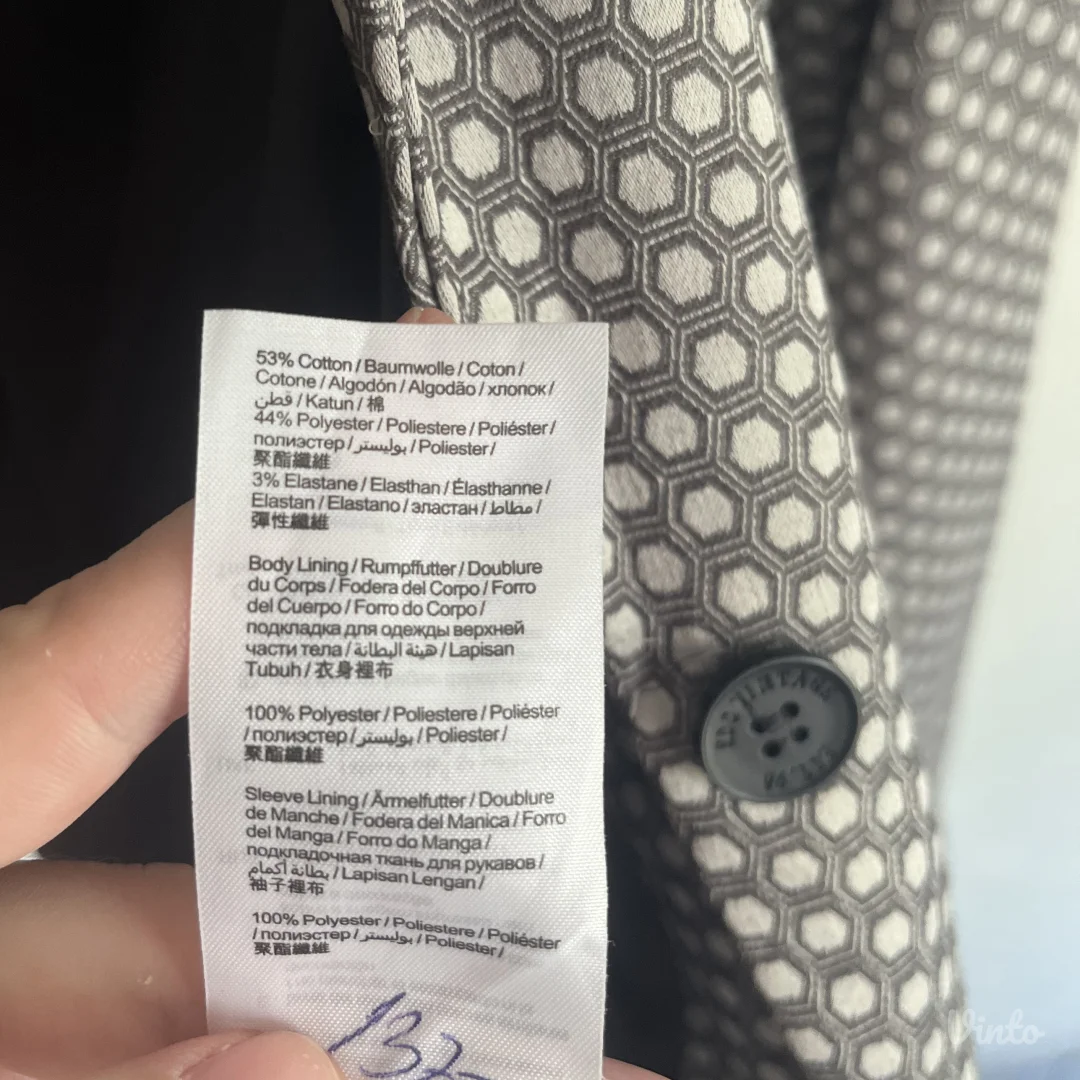 53% Cotton / Baumwolle / Coton /
Cotone / Algodón / Algodão / хлопок /
قطن / Katun / 棉
44% Polyester / Poliestere / Poliéster /
полиэстер / بوليستر / Poliester /
聚酯纖維
3% Elastane / Elasthan / Élasthanne /
Elastan / Elastano / эластан / مطاط /
彈性纖維
Body Lining / Rumpffutter / Doublure
du Corps / Fodera del Corpo / Forro
del Cuerpo / Forro do Corpo /
подкладка для одежды верхней
части тела / هيئة البطانة / Lapisan
Tubuh / 衣身裡布
100% Polyester / Poliestere / Poliéster
/ полиэстер / بوليستر / Poliester /
聚酯纖維
Sleeve Lining / Ärmelfutter / Doublure
de Manche / Fodera del Manica / Forro
del Manga / Forro do Manga /
подкладочная ткань для рукавов /
بطانة أكمام / Lapisan Lengan /
袖子裡布
100% Polyester / Poliestere / Poliéster
/ полиэстер / بوليستر / Poliester /
聚酯纖維
132
Vinto